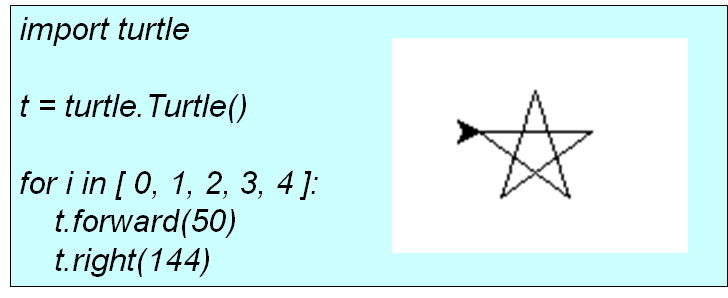 import turtle
t = turtle.Turtle()
for i in [ 0, 1, 2, 3, 4 ]:
    t.forward(50)
    t.right(144)